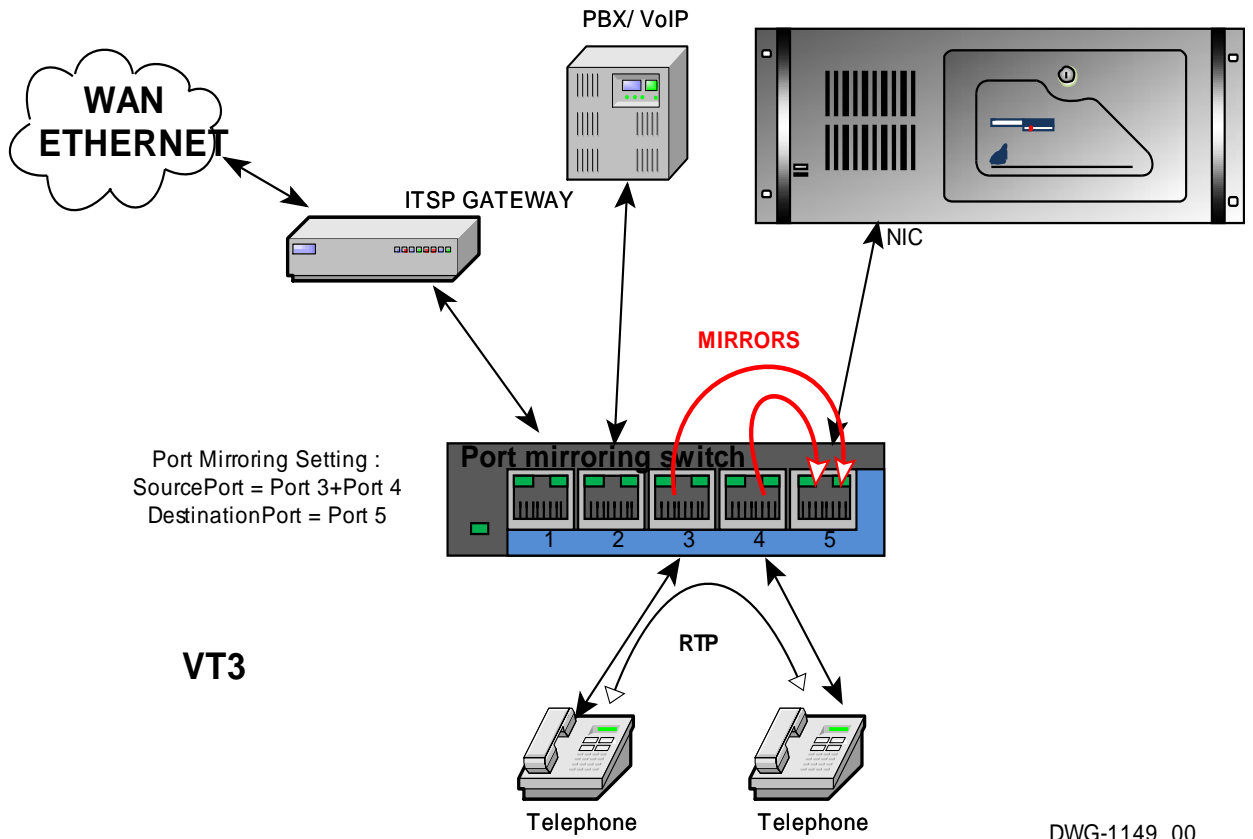 PBX/ VoIP
WAN
ETHERNET
ITSP GATEWAY
NIC
MIRRORS
Port Mirroring Setting :
SourcePort = Port 3+Port 4
DestinationPort = Port 5
Port mirroring switch
1 2 3 4 5
RTP
VT3
Telephone Telephone
DWG-1149_00